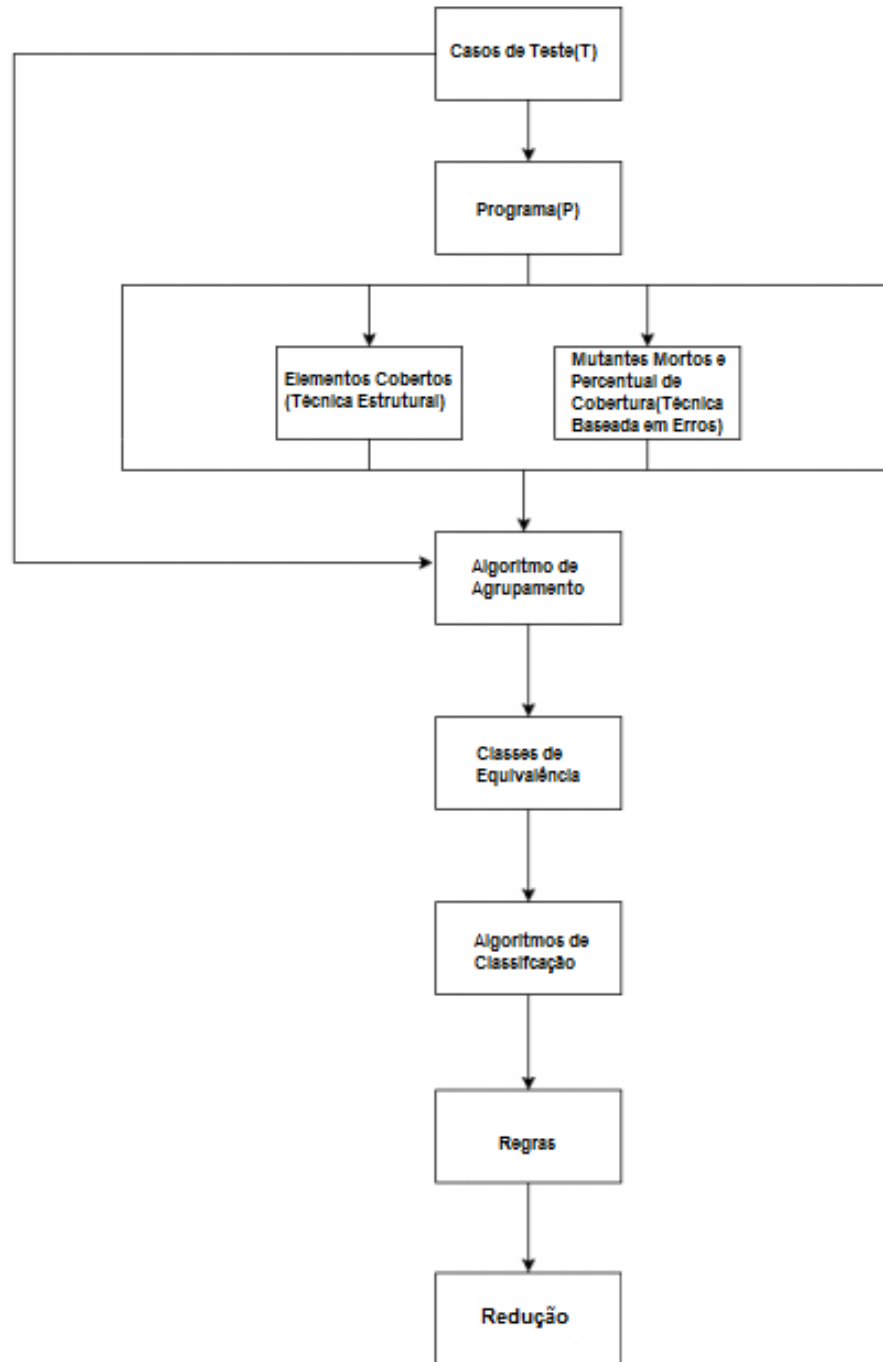 Casos de Teste(T)
Programa(P)
Elementos Cobertos
(Técnica Estrutural)
Mutantes Mortos e
Percentual de
Cobertura(Técnica
Baseada em Erros)
Algoritmo de
Agrupamento
Classes de
Equivalência
Algoritmos de
Classifcação
Regras
Redução